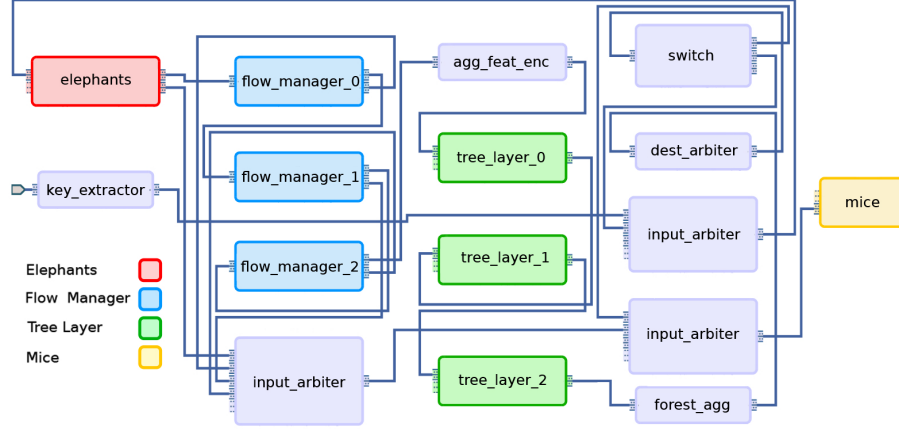 elephants
flow_manager_0
agg_feat_enc
switch
flow_manager_1
tree_layer_0
dest_arbiter
key_extractor
mice
input_arbiter
flow_manager_2
tree_layer_1
Elephants
Flow Manager
Tree Layer
Mice
input_arbiter
input_arbiter
tree_layer_2
forest_agg